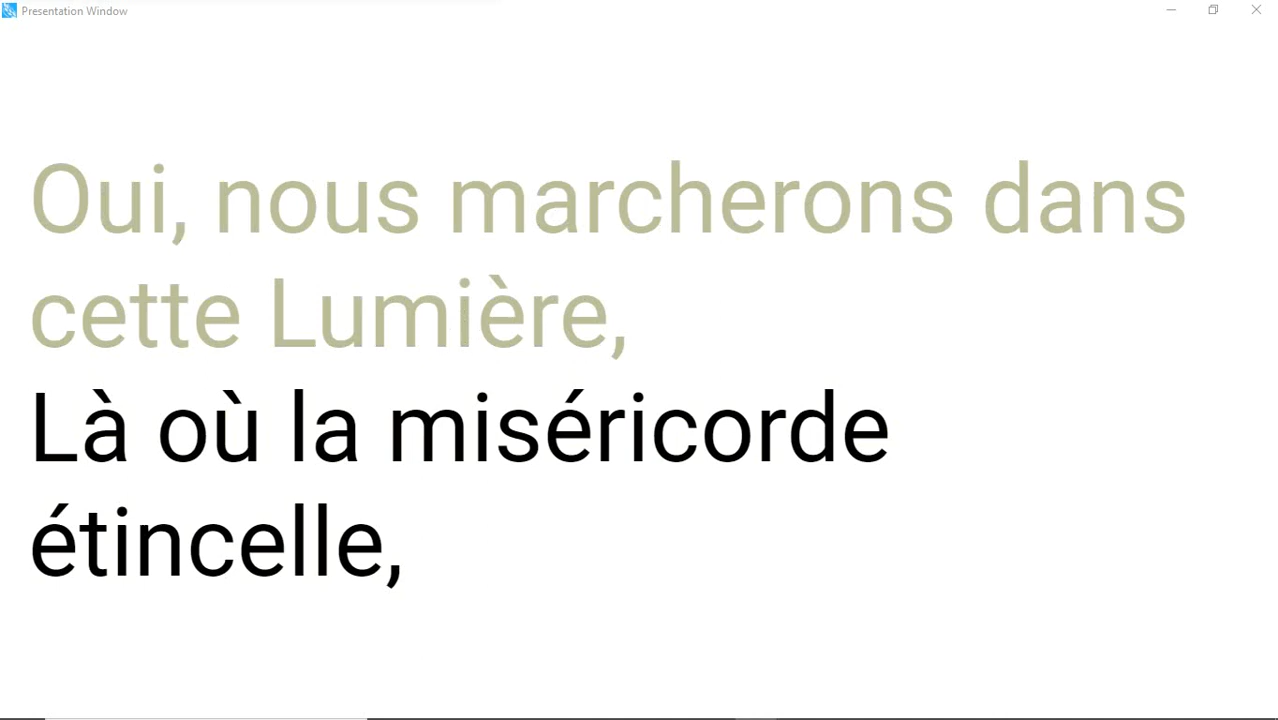 Presentation Window
Oui, nous marcherons dans
cette Lumière,
Là où la miséricorde
étincelle,